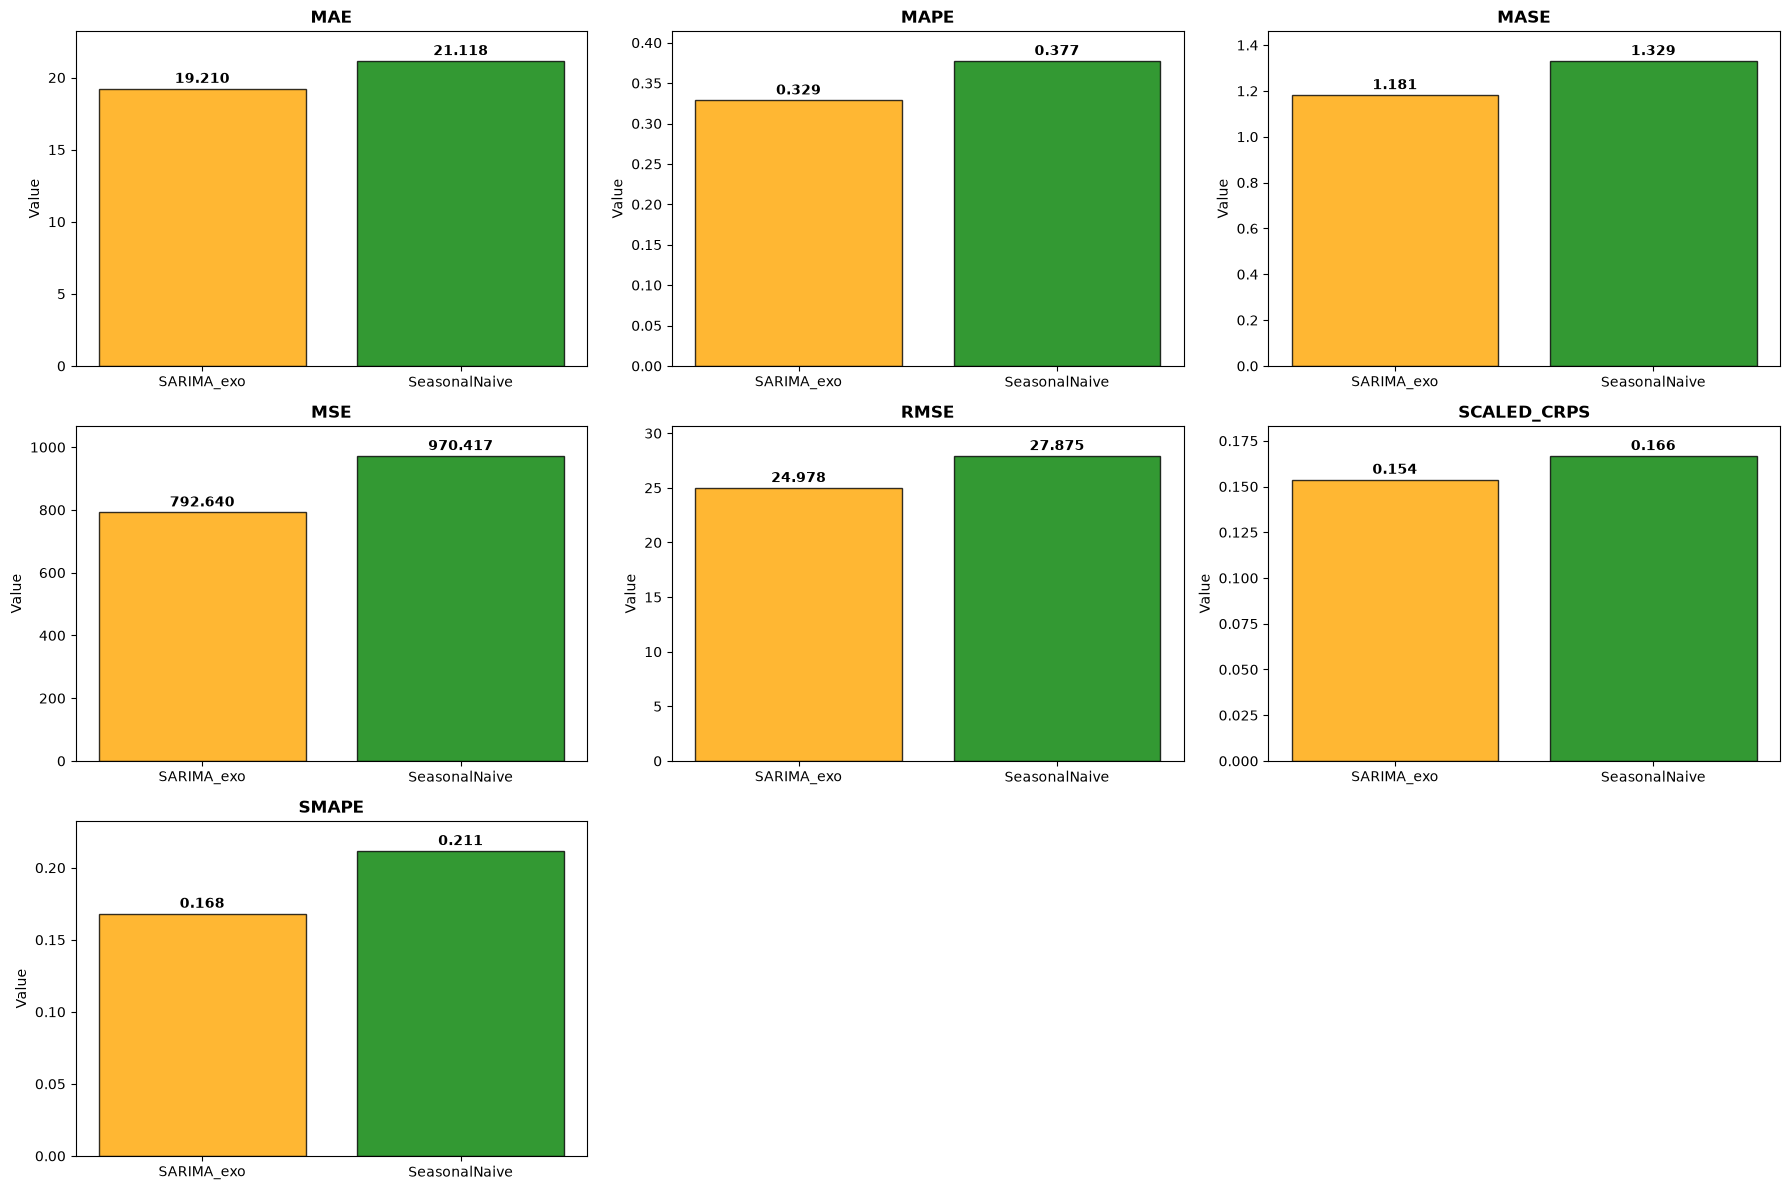 MAE
21.118
19.210
20
15
10
5
0
Value
SARIMA_exo
SeasonalNaive
MAPE
0.377
0.329
0.40
0.35
0.30
0.25
0.20
0.15
0.10
0.05
0.00
Value
SARIMA_exo
SeasonalNaive
MASE
1.329
1.181
1.4
1.2
1.0
0.8
0.6
0.4
0.2
0.0
Value
SARIMA_exo
SeasonalNaive
MSE
970.417
792.640
1000
800
600
400
200
0
Value
SARIMA_exo
SeasonalNaive
RMSE
27.875
24.978
30
25
20
15
10
5
0
Value
SARIMA_exo
SeasonalNaive
SCALED_CRPS
0.166
0.154
0.175
0.150
0.125
0.100
0.075
0.050
0.025
0.000
Value
SARIMA_exo
SeasonalNaive
SMAPE
0.211
0.168
0.20
0.15
0.10
0.05
0.00
Value
SARIMA_exo
SeasonalNaive